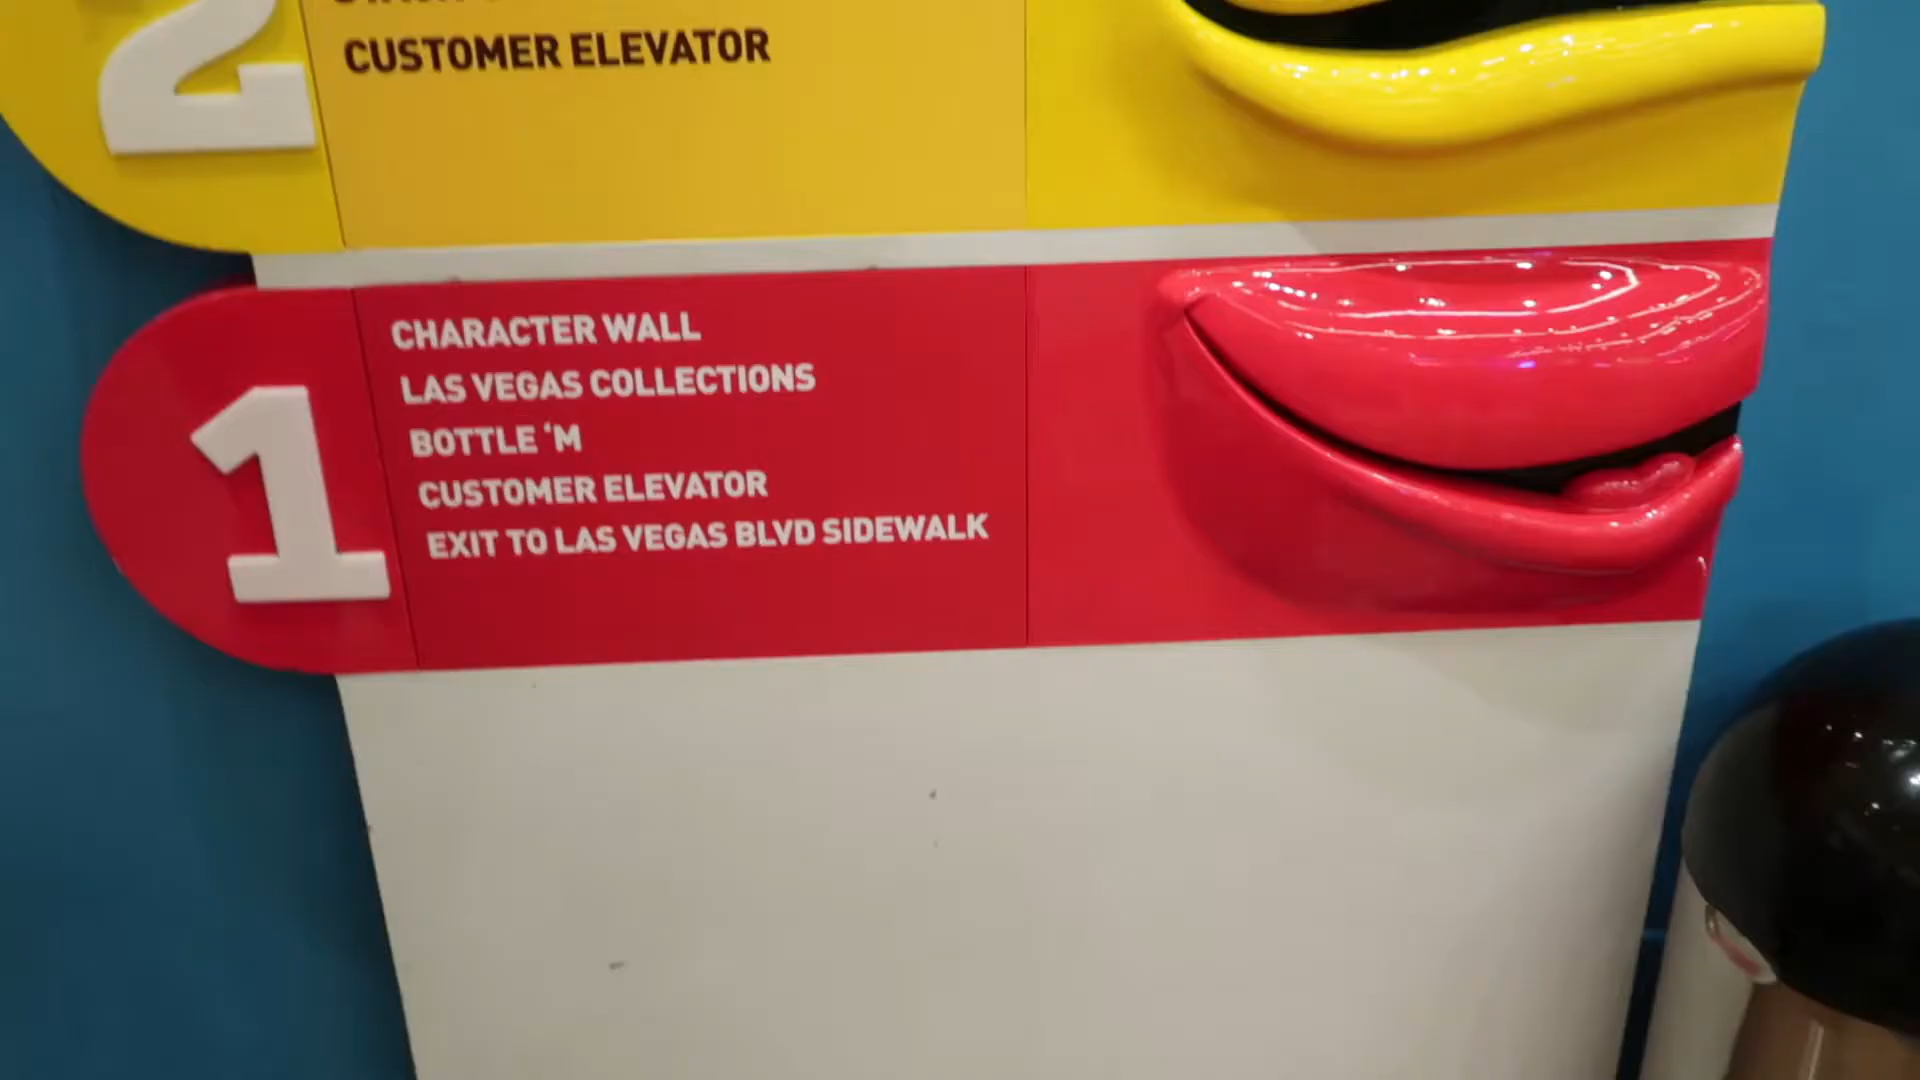 2
CUSTOMER ELEVATOR
1
CHARACTER WALL
LAS VEGAS COLLECTIONS
BOTTLE ‘M
CUSTOMER ELEVATOR
EXIT TO LAS VEGAS BLVD SIDEWALK